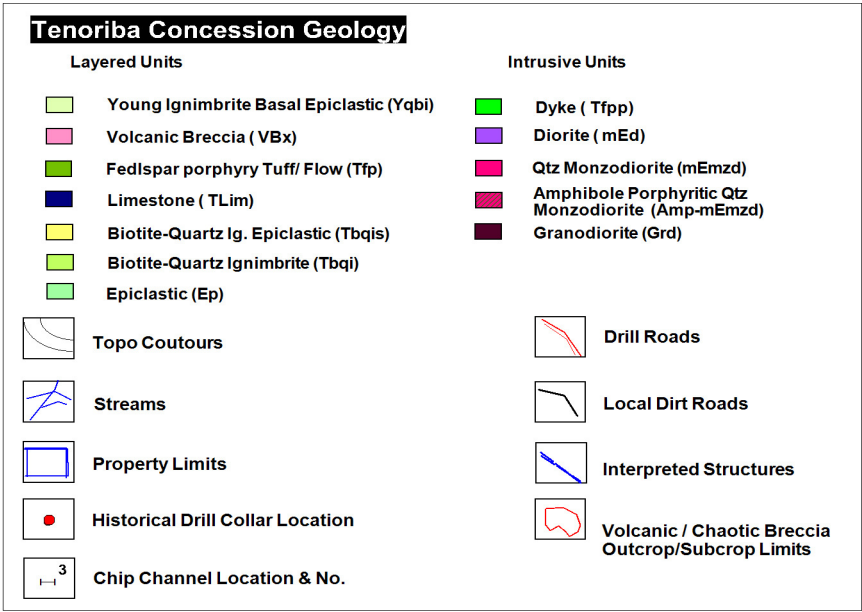 Tenoriba Concession Geology
Layered Units
Young Ignimbrite Basal Epiclastic (Yqbi)
Volcanic Breccia ( VBx)
Fedlspar porphyry Tuff/ Flow (Tfp)
Limestone ( TLim)
Biotite-Quartz Ig. Epiclastic (Tbqis)
Biotite-Quartz Ignimbrite (Tbqi)
Epiclastic (Ep)
Intrusive Units
Dyke ( Tfpp)
Diorite ( mEd)
Qtz Monzodiorite (mEmzd)
Amphibole Porphyritic Qtz
Monzodiorite (Amp-mEmzd)
Granodiorite (Grd)
Topo Coutours
Streams
Property Limits
Historical Drill Collar Location
3
Chip Channel Location & No.
Drill Roads
Local Dirt Roads
Interpreted Structures
Volcanic / Chaotic Breccia
Outcrop/Subcrop Limits